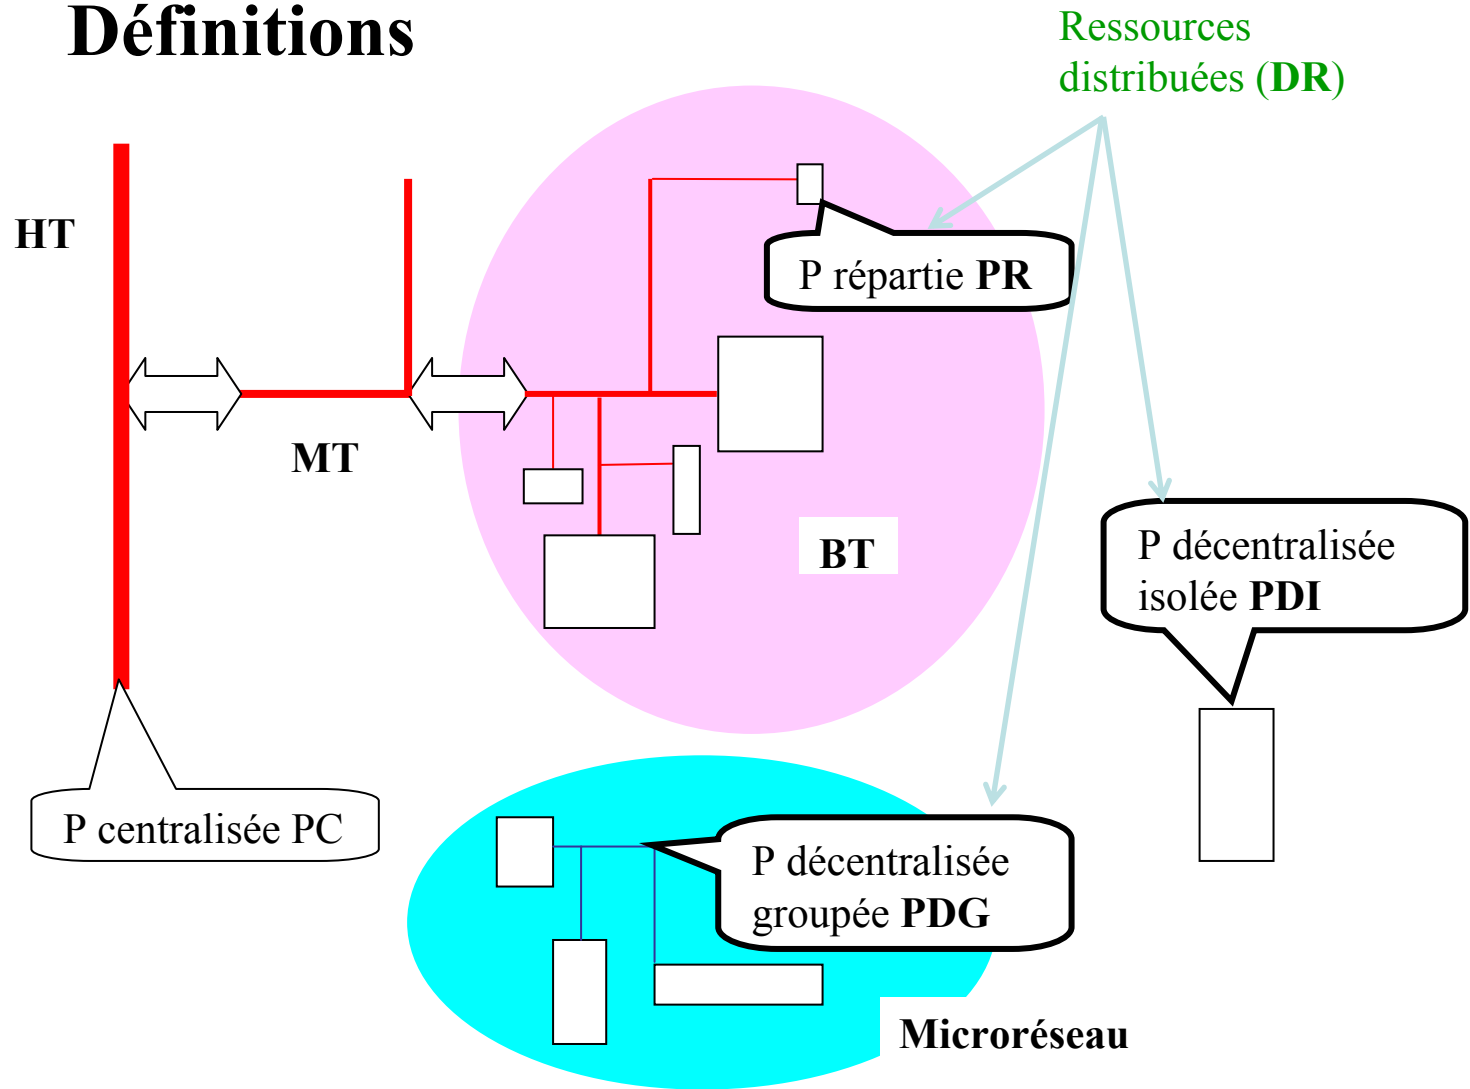 Définitions
Ressources
distribuées (DR)
HT
P répartie PR
MT
BT
P décentralisée
isolée PDI
P centralisée PC
P décentralisée
groupée PDG
Microréseau